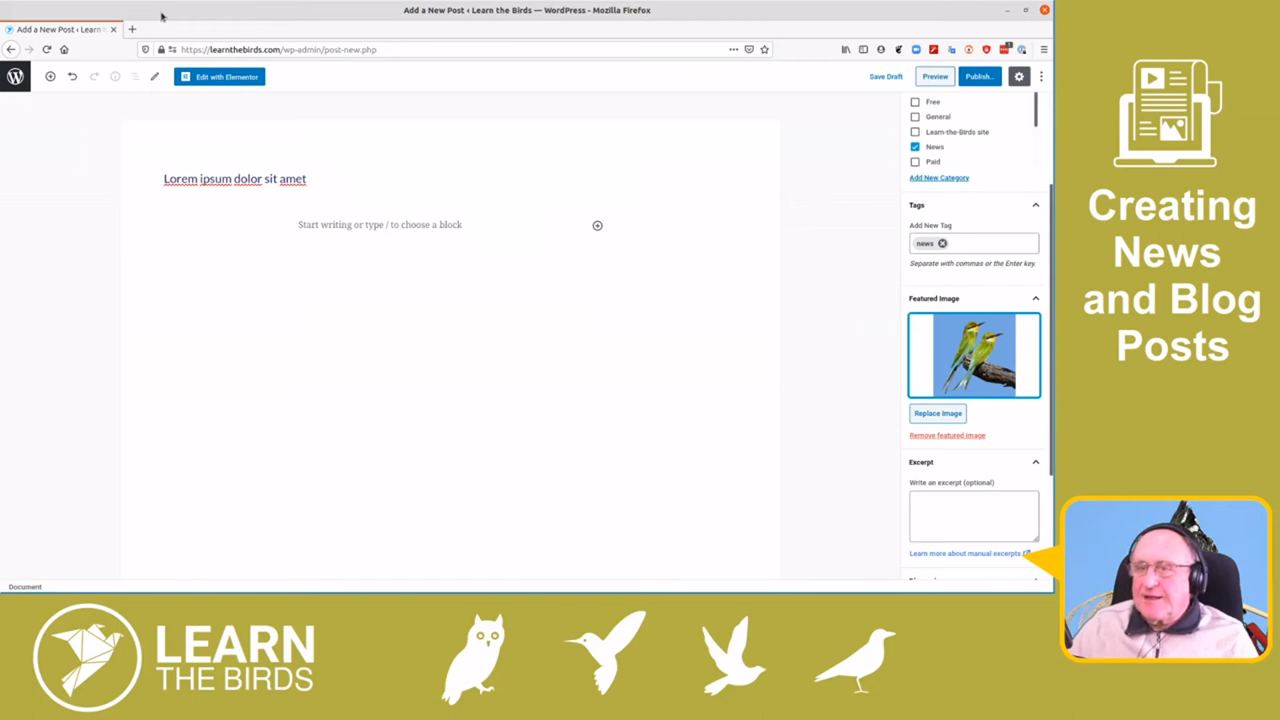 Add a New Post ‹ Learn the Birds — WordPress - Mozilla Firefox
Add a New Post ‹ Learn t
https://learnthebirds.com/wp-admin/post-new.php
Edit with Elementor
Save Draft
Preview
Publish...
Free
General
Learn-the-Birds site
News
Paid
Add New Category
Lorem ipsum dolor sit amet
Start writing or type / to choose a block
Tags
Add New Tag
news
Separate with commas or the Enter key.
Featured Image
Replace Image
Remove featured image
Excerpt
Write an excerpt (optional)
Learn more about manual excerpts
Document
Creating
News
and Blog
Posts
LEARN
THE BIRDS